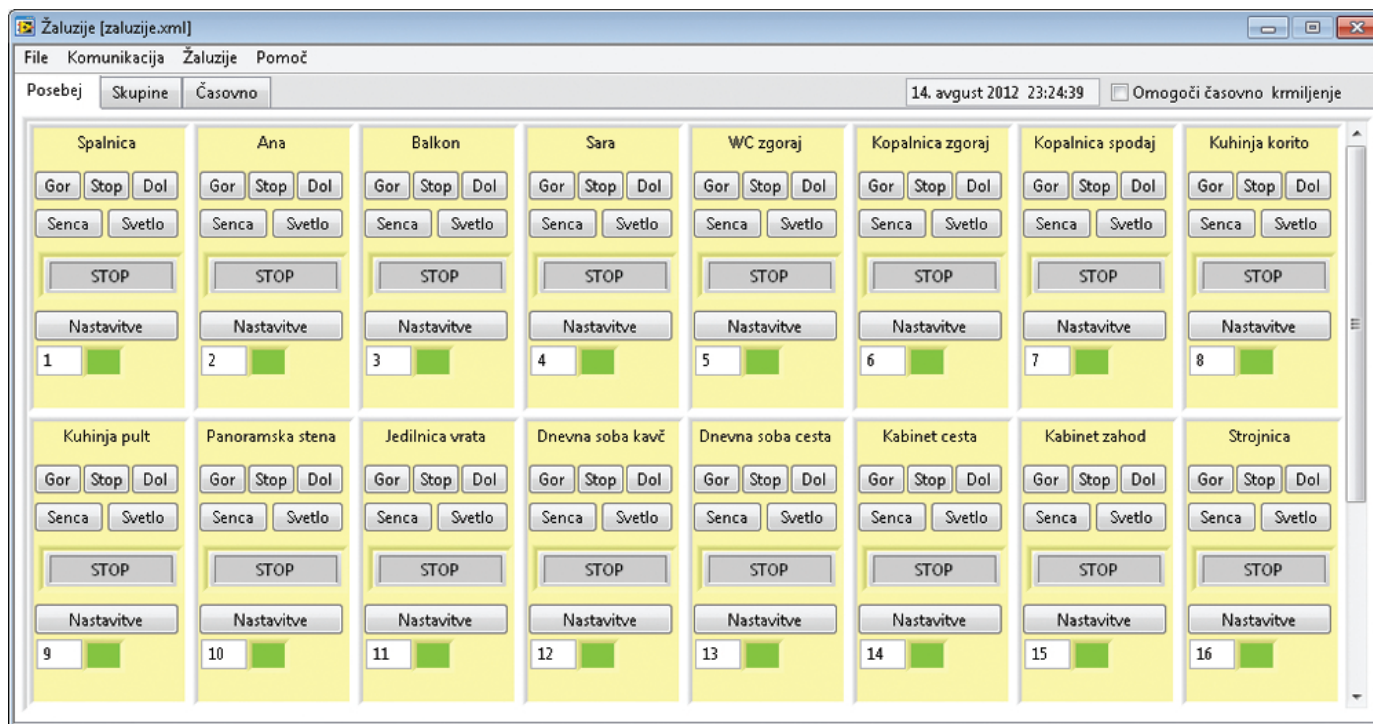 Žaluzije [zaluzije.xml]
File Komunikacija Žaluzije Pomoč
Posebej Skupine Časovno 14. avgust 2012 23:24:39 Omogoči časovno krmiljenje
Spalnica Ana Balkon Sara WC zgoraj Kopalnica zgoraj Kopalnica spodaj Kuhinja korito
Gor Stop Dol Gor Stop Dol Gor Stop Dol Gor Stop Dol Gor Stop Dol Gor Stop Dol Gor Stop Dol Gor Stop Dol
Senca Svetlo Senca Svetlo Senca Svetlo Senca Svetlo Senca Svetlo Senca Svetlo Senca Svetlo Senca Svetlo
STOP STOP STOP STOP STOP STOP STOP STOP
Nastavitve Nastavitve Nastavitve Nastavitve Nastavitve Nastavitve Nastavitve Nastavitve
1 2 3 4 5 6 7 8
Kuhinja pult Panoramska stena Jedilnica vrata Dnevna soba kavč Dnevna soba cesta Kabinet cesta Kabinet zahod Strojnica
Gor Stop Dol Gor Stop Dol Gor Stop Dol Gor Stop Dol Gor Stop Dol Gor Stop Dol Gor Stop Dol Gor Stop Dol
Senca Svetlo Senca Svetlo Senca Svetlo Senca Svetlo Senca Svetlo Senca Svetlo Senca Svetlo Senca Svetlo
STOP STOP STOP STOP STOP STOP STOP STOP
Nastavitve Nastavitve Nastavitve Nastavitve Nastavitve Nastavitve Nastavitve Nastavitve
9 10 11 12 13 14 15 16